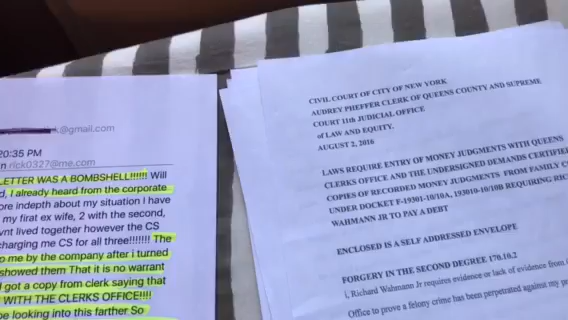 k@gmail.com
0:35 PM
rick0327@me.com
LETTER WAS A BOMBSHELL!!!!!! Will
d, I already heard from the corporate
ore indepth about my situation I have
my firat ex wife, 2 with the second,
vnt lived together however the CS
charging me CS for all three!!!!!!! The
o me by the company after i turned
showed them That it is no warrant
I got a copy from clerk saying that
WITH THE CLERKS OFFICE!!!!
be looking into this farther So
CIVIL COURT OF CITY OF NEW YORK
AUDREY PHEFFER CLERK OF QUEENS COUNTY AND SUPREME
COURT 11th JUDICIAL OFFICE
of LAW AND EQUITY.
AUGUST 2, 2016
LAWS REQUIRE ENTRY OF MONEY JUDGMENTS WITH QUEENS
CLERKS OFFICE AND THE UNDERSIGNED DEMANDS CERTIFIE
COPIES OF RECORDED MONEY JUDGMENTS FROM FAMILY C
UNDER DOCKET F-19301-10/10A, 193010-10/10B REQUIRING RIC
WAHMANN JR TO PAY A DEBT
ENCLOSED IS A SELF ADDRESSED ENVELOPE
FORGERY IN THE SECOND DEGREE 170.10.2
i, Richard Wahmann Jr requires evidence or lack of evidence from
Office to prove a felony crime has been perpetrated against my